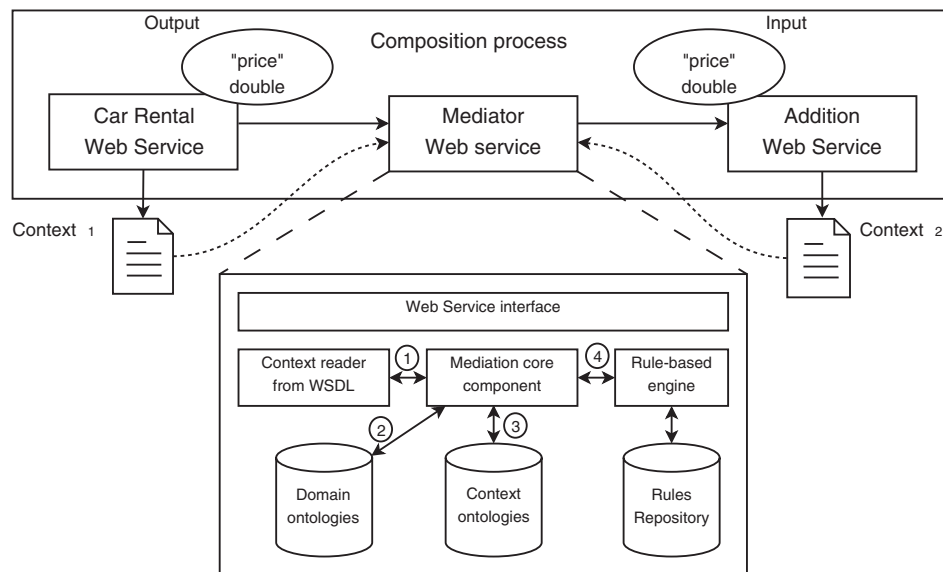 Output
Input
Composition process
"price"
double
"price"
double
Car Rental
Web Service
Mediator
Web service
Addition
Web Service
Context 1
Context 2
Web Service interface
Context reader
from WSDL
1
Mediation core
component
4
Rule-based
engine
2
3
Domain
ontologies
Context
ontologies
Rules
Repository